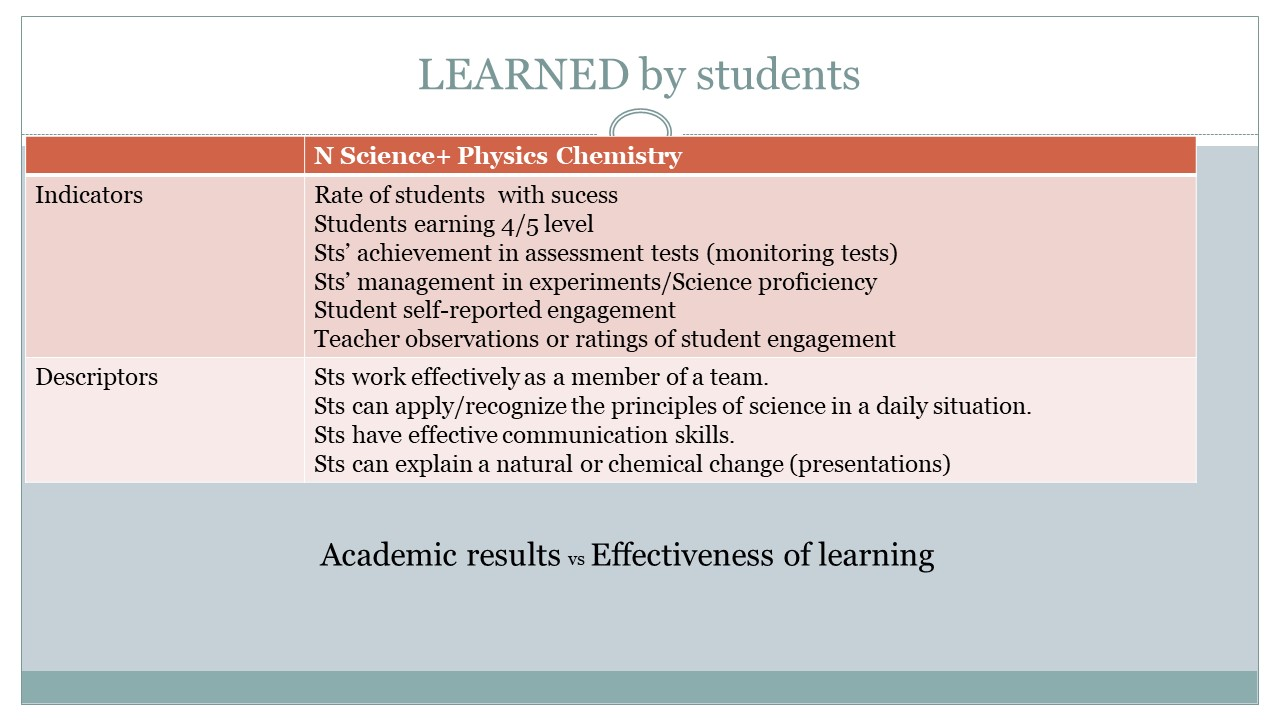 LEARNED by students
N Science+ Physics Chemistry
Indicators
Rate of students  with sucess
Students earning 4/5 level
Sts’ achievement in assessment tests (monitoring tests)
Sts’ management in experiments/Science proficiency
Student self-reported engagement
Teacher observations or ratings of student engagement
Descriptors
Sts work effectively as a member of a team.
Sts can apply/recognize the principles of science in a daily situation.
Sts have effective communication skills.
Sts can explain a natural or chemical change (presentations)
Academic results vs Effectiveness of learning